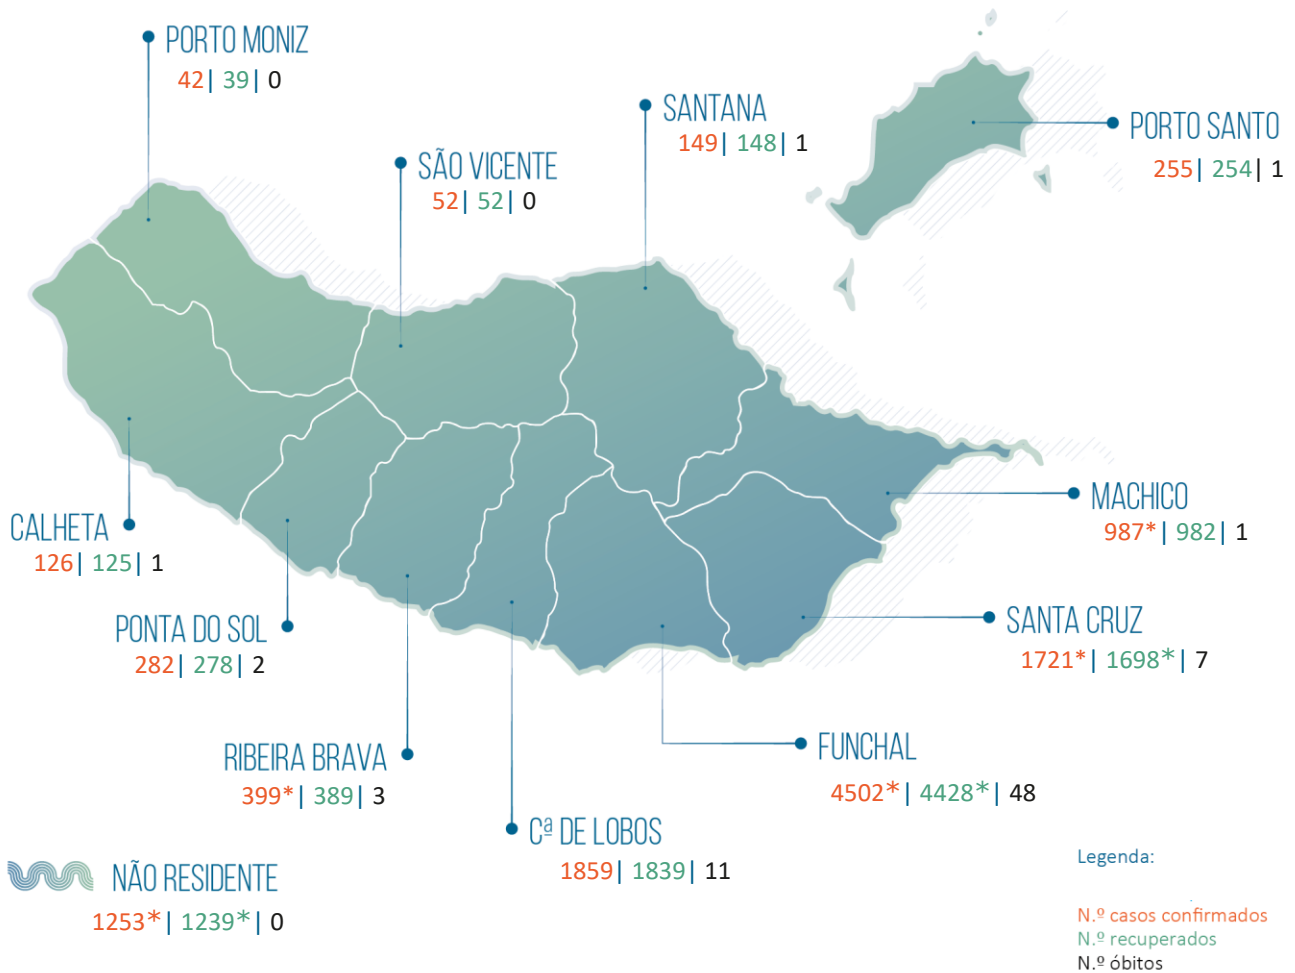 PORTO MONIZ
42| 39| 0
SANTANA
149| 148| 1
PORTO SANTO
255| 254| 1
SÃO VICENTE
52| 52| 0
MACHICO
987*| 982| 1
CALHETA
126| 125| 1
SANTA CRUZ
1721*| 1698*| 7
PONTA DO SOL
282| 278| 2
FUNCHAL
4502*| 4428*| 48
RIBEIRA BRAVA
399*| 389| 3
Cª DE LOBOS
1859| 1839| 11
NÃO RESIDENTE
1253*| 1239*| 0
Legenda:
N.º casos confirmados
N.º recuperados
N.º óbitos